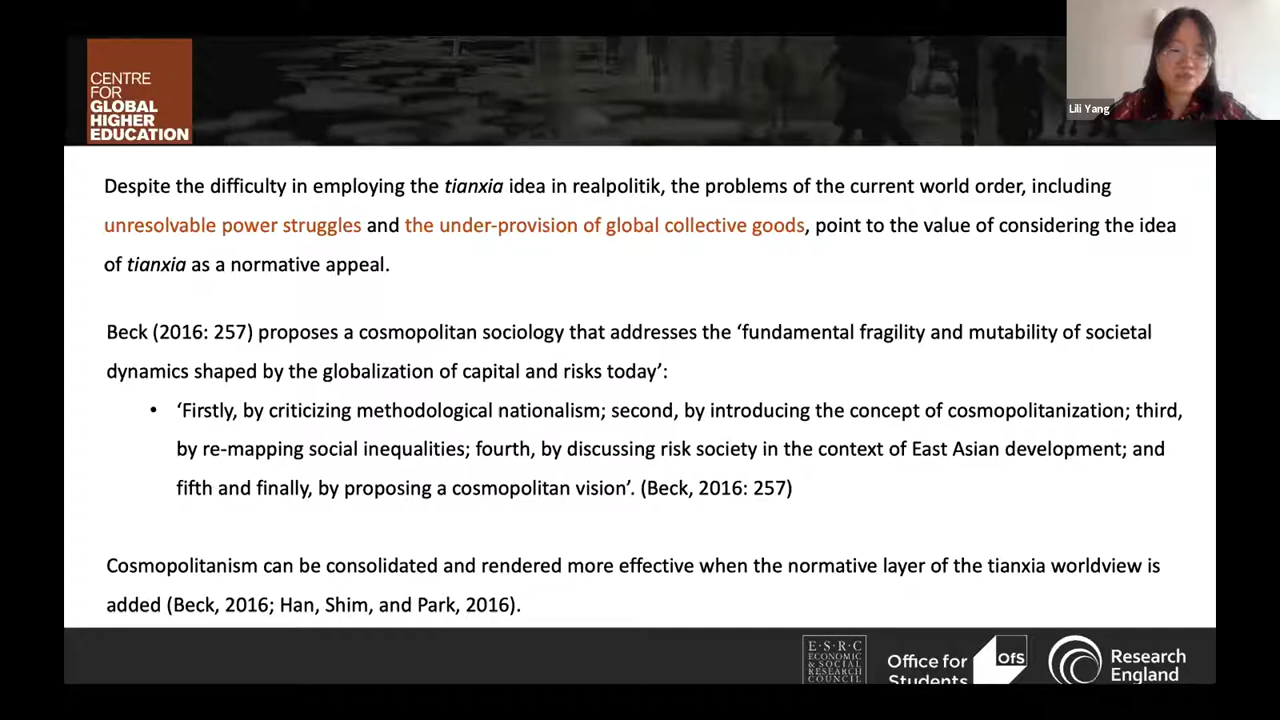 CENTRE
FOR
GLOBAL
HIGHER
EDUCATION
Lili Yang
Despite the difficulty in employing the tianxia idea in realpolitik, the problems of the current world order, including
unresolvable power struggles and the under-provision of global collective goods, point to the value of considering the idea
of tianxia as a normative appeal.
Beck (2016: 257) proposes a cosmopolitan sociology that addresses the ‘fundamental fragility and mutability of societal
dynamics shaped by the globalization of capital and risks today’:
• ‘Firstly, by criticizing methodological nationalism; second, by introducing the concept of cosmopolitanization; third,
by re-mapping social inequalities; fourth, by discussing risk society in the context of East Asian development; and
fifth and finally, by proposing a cosmopolitan vision’. (Beck, 2016: 257)
Cosmopolitanism can be consolidated and rendered more effective when the normative layer of the tianxia worldview is
added (Beck, 2016; Han, Shim, and Park, 2016).
E·S·R·C
ECONOMIC
& SOCIAL
RESEARCH
COUNCIL
Office for
Students
OfS
Research
England